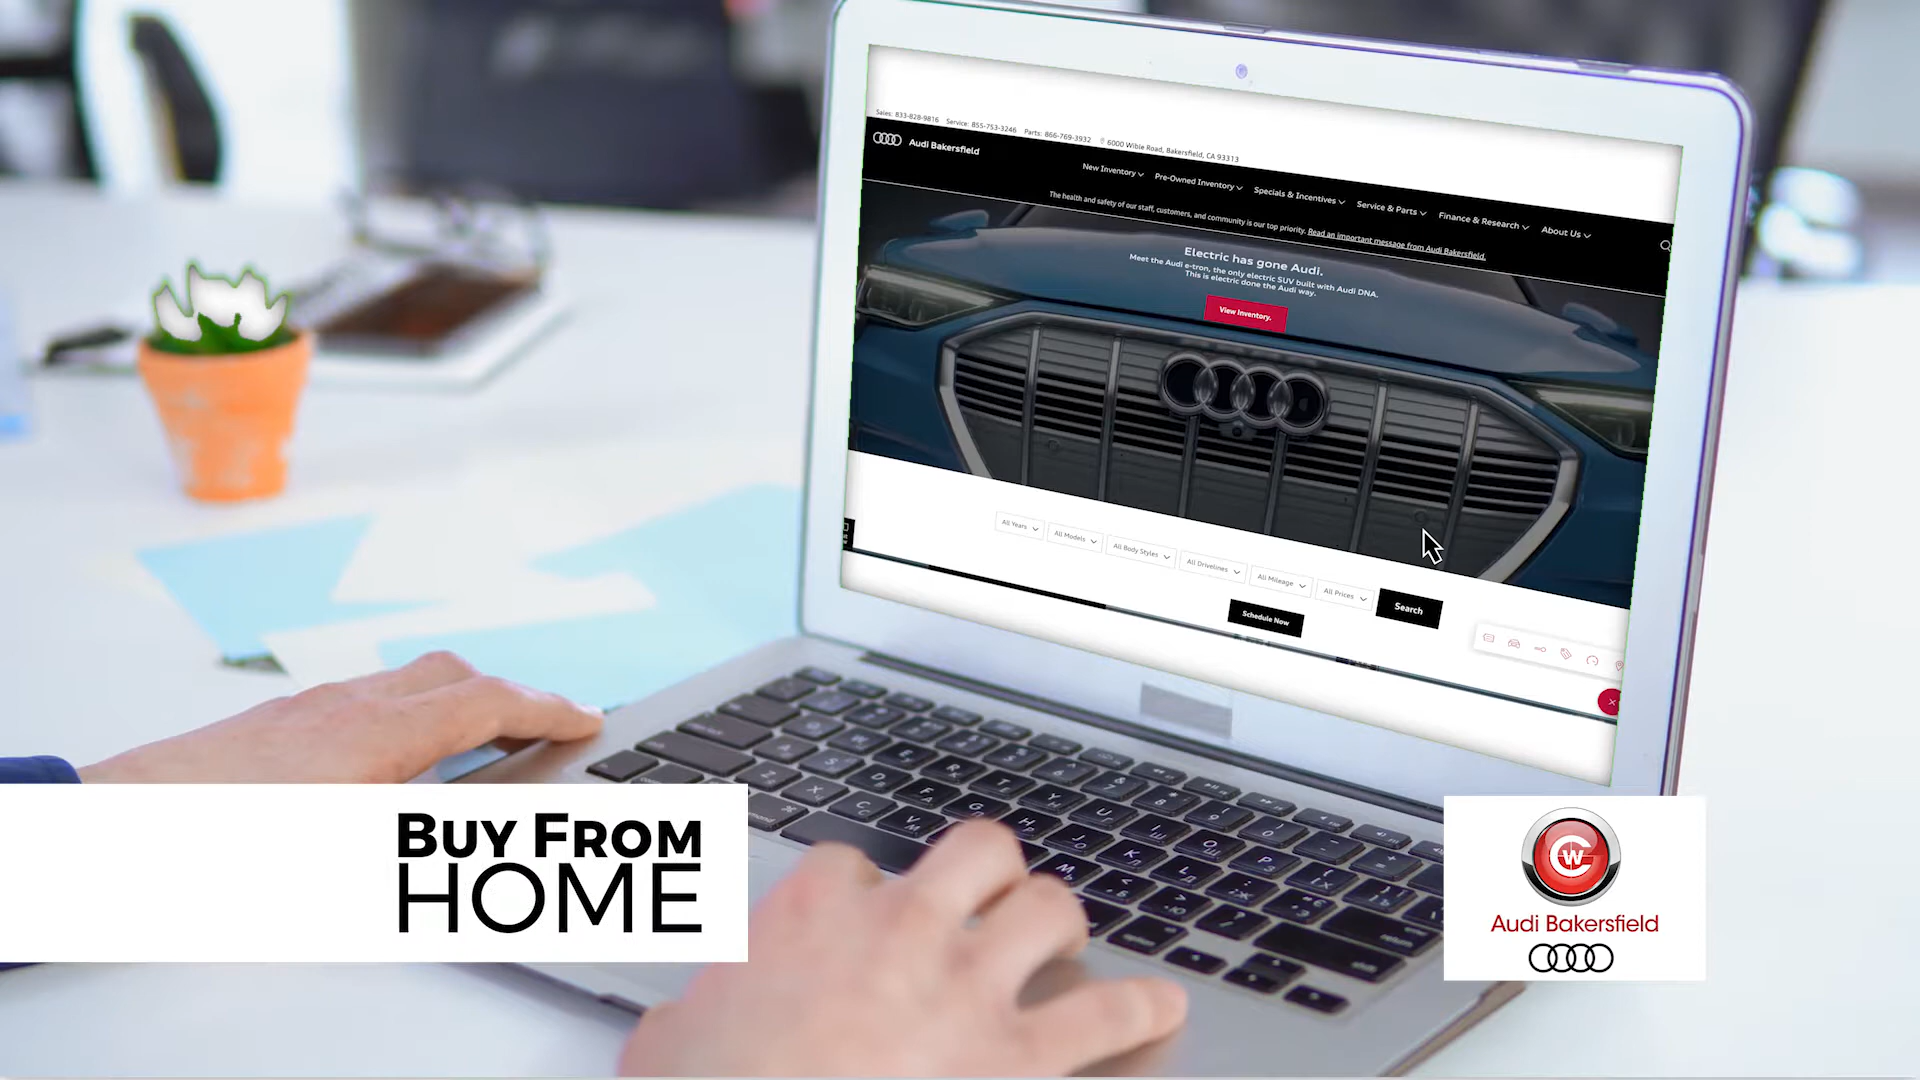 Sales: 833-828-9816 Service: 855-753-3246 Parts: 866-769-3932 6000 Wible Road, Bakersfield, CA 93313
Audi Bakersfield
New Inventory Pre-Owned Inventory Specials & Incentives Service & Parts Finance & Research About Us
The health and safety of our staff, customers, and community is our top priority. Read an important message from Audi Bakersfield.
Electric has gone Audi.
Meet the Audi e-tron, the only electric SUV built with Audi DNA.
This is electric done the Audi way.
View Inventory.
All Years All Models All Body Styles All Drivelines All Mileage All Prices Search
Schedule Now
BUY FROM
HOME
GW
Audi Bakersfield